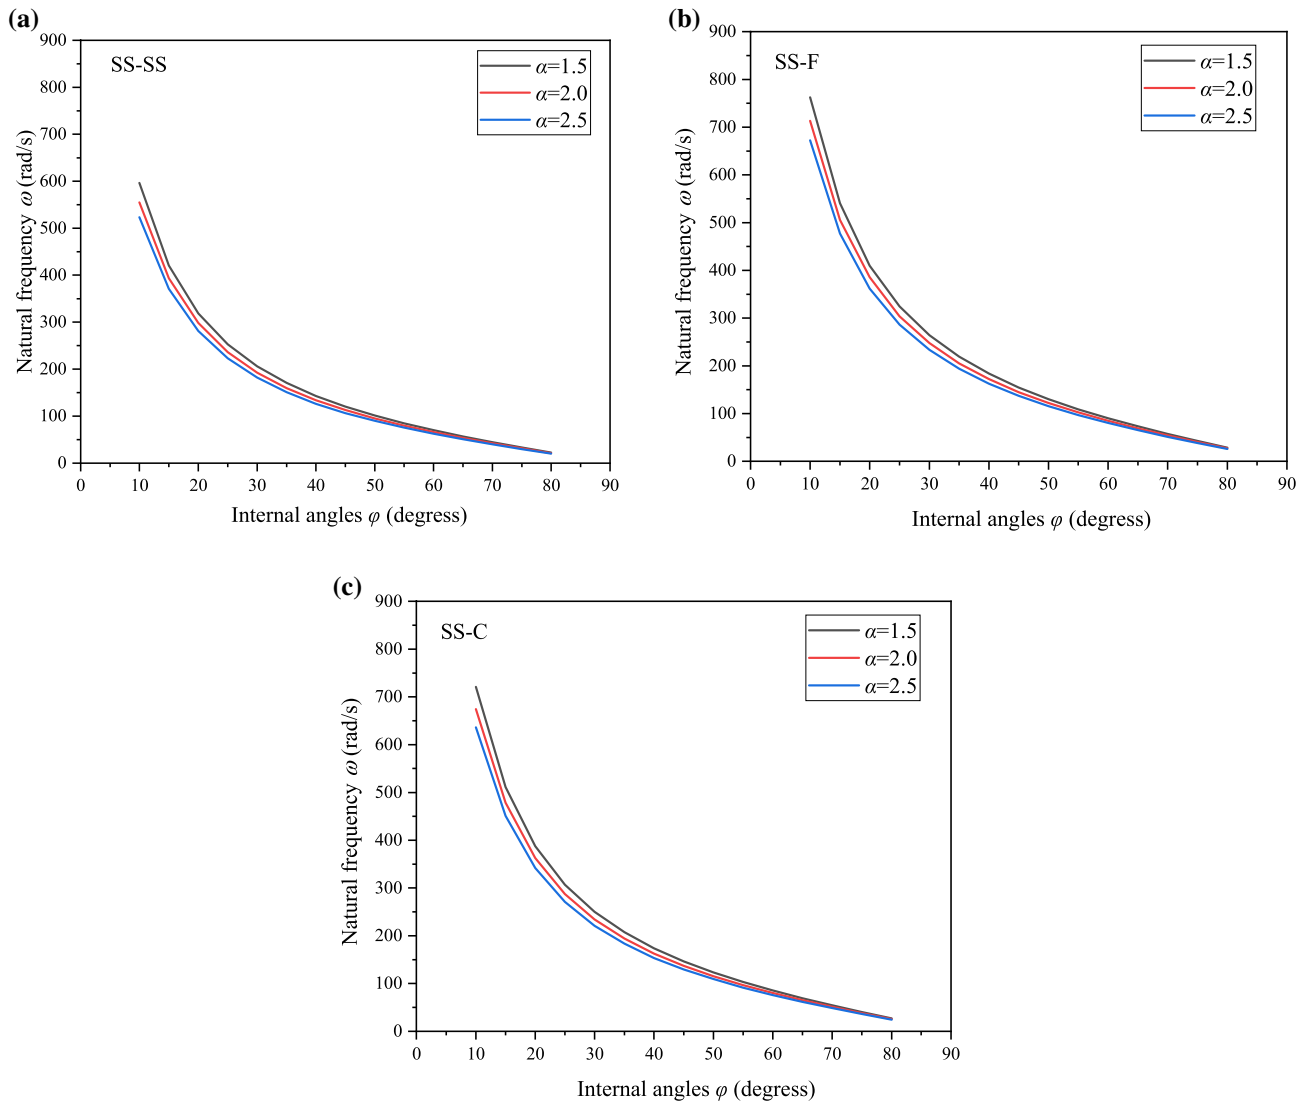 (a)
900
800
700
600
500
400
300
200
100
0
Natural frequency ω (rad/s)
SS-SS
α=1.5
α=2.0
α=2.5
0 10 20 30 40 50 60 70 80 90
Internal angles φ (degress)
(b)
900
800
700
600
500
400
300
200
100
0
Natural frequency ω (rad/s)
SS-F
α=1.5
α=2.0
α=2.5
0 10 20 30 40 50 60 70 80 90
Internal angles φ (degress)
(c)
900
800
700
600
500
400
300
200
100
0
Natural frequency ω (rad/s)
SS-C
α=1.5
α=2.0
α=2.5
0 10 20 30 40 50 60 70 80 90
Internal angles φ (degress)